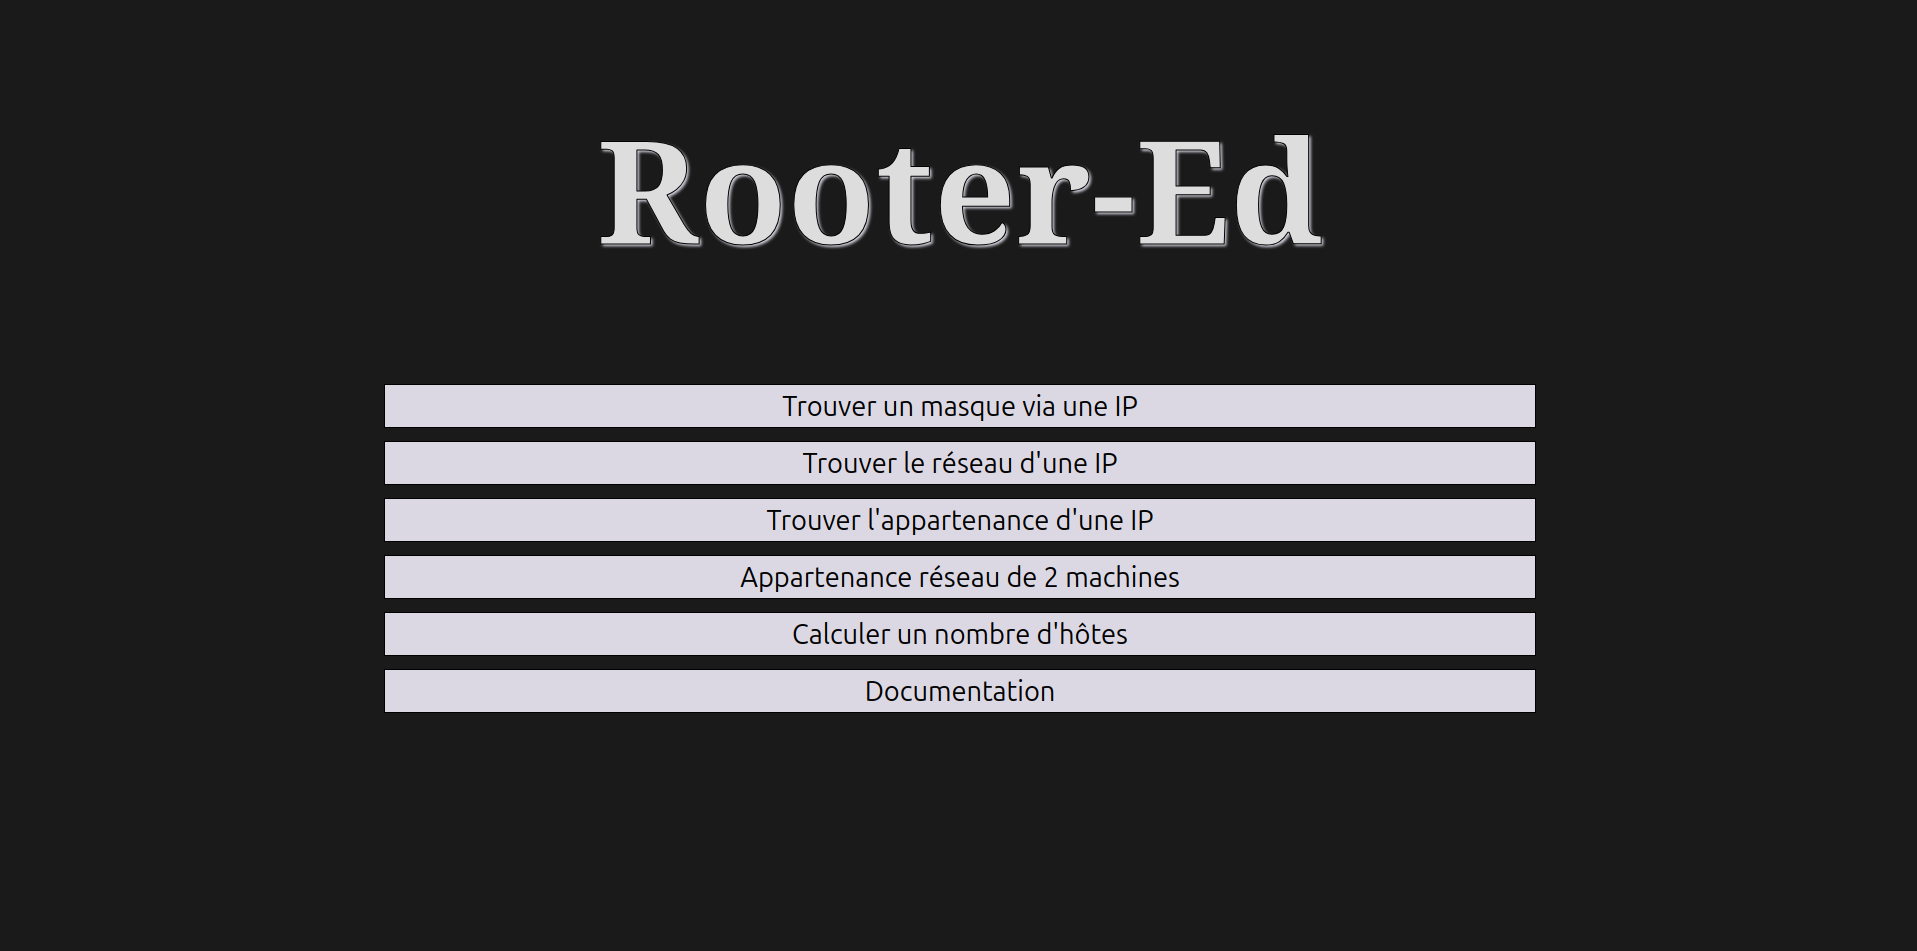 Rooter-Ed
Trouver un masque via une IP
Trouver le réseau d'une IP
Trouver l'appartenance d'une IP
Appartenance réseau de 2 machines
Calculer un nombre d'hôtes
Documentation